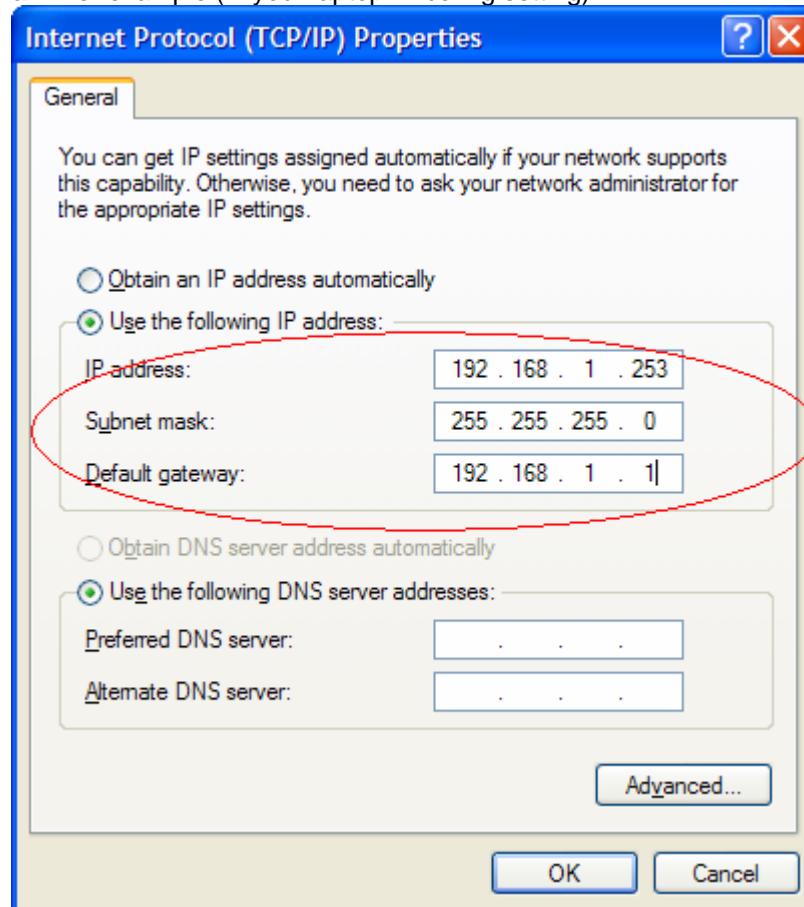 Internet Protocol (TCP/IP) Properties
General
You can get IP settings assigned automatically if your network supports
this capability. Otherwise, you need to ask your network administrator for
the appropriate IP settings.
Obtain an IP address automatically
Use the following IP address:
IP address: 192 . 168 . 1 . 253
Subnet mask: 255 . 255 . 255 . 0
Default gateway: 192 . 168 . 1 . 1
Obtain DNS server address automatically
Use the following DNS server addresses:
Preferred DNS server: . . .
Alternate DNS server: . . .
Advanced...
OK Cancel